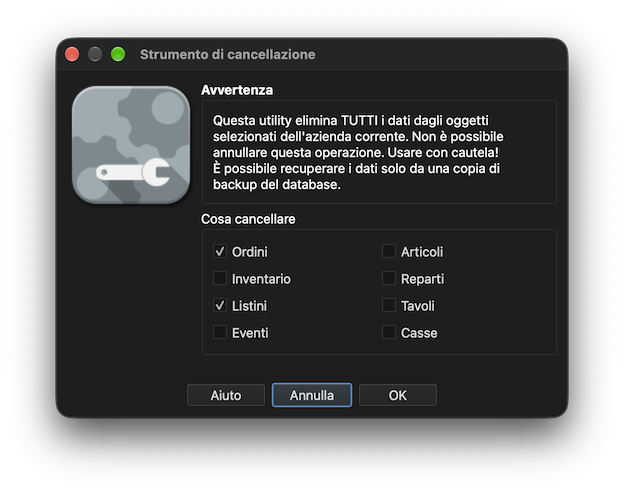 Strumento di cancellazione
Avvertenza
Questa utility elimina TUTTI i dati dagli oggetti
selezionati dell'azienda corrente. Non è possibile
annullare questa operazione. Usare con cautela!
È possibile recuperare i dati solo da una copia di
backup del database.
Cosa cancellare
Ordini
Articoli
Inventario
Reparti
Listini
Tavoli
Eventi
Casse
Aiuto
Annulla
OK